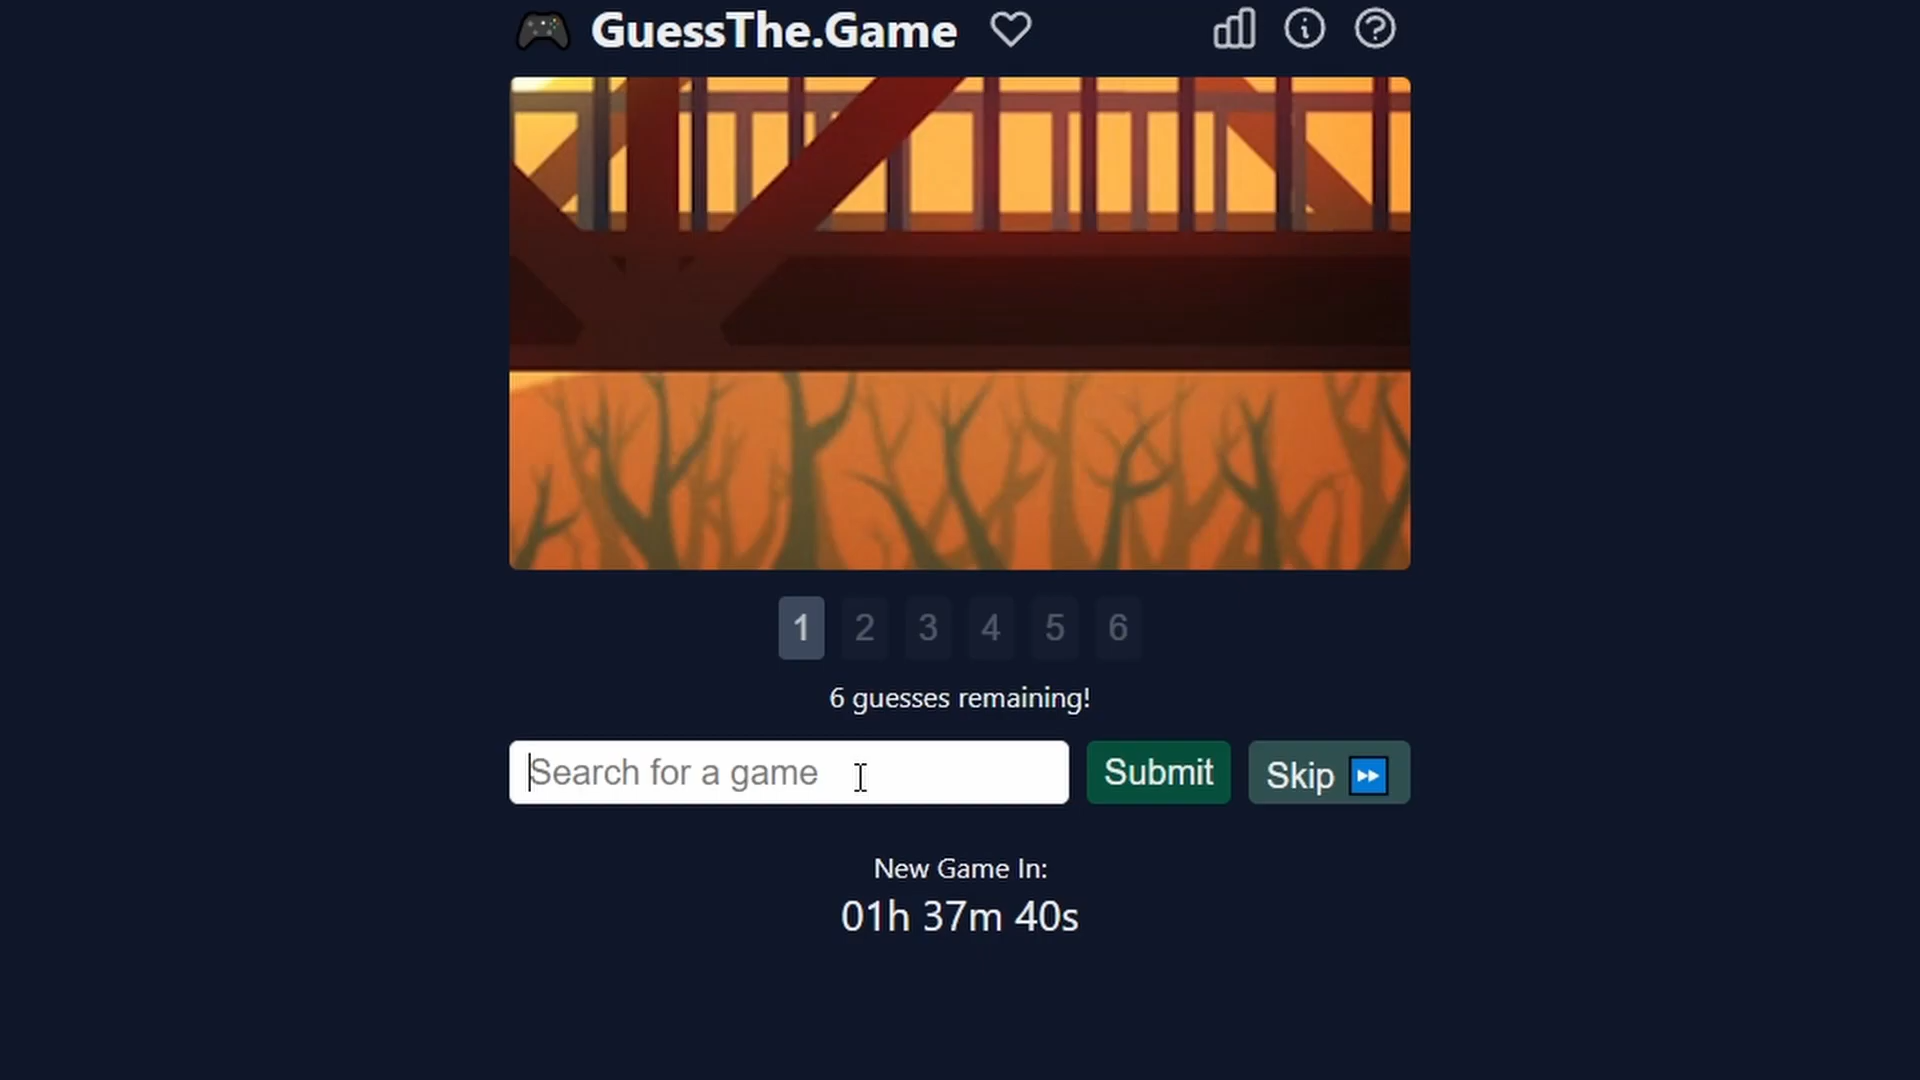 GuessThe.Game
1 2 3 4 5 6
6 guesses remaining!
Search for a game
Submit
Skip
New Game In:
01h 37m 40s